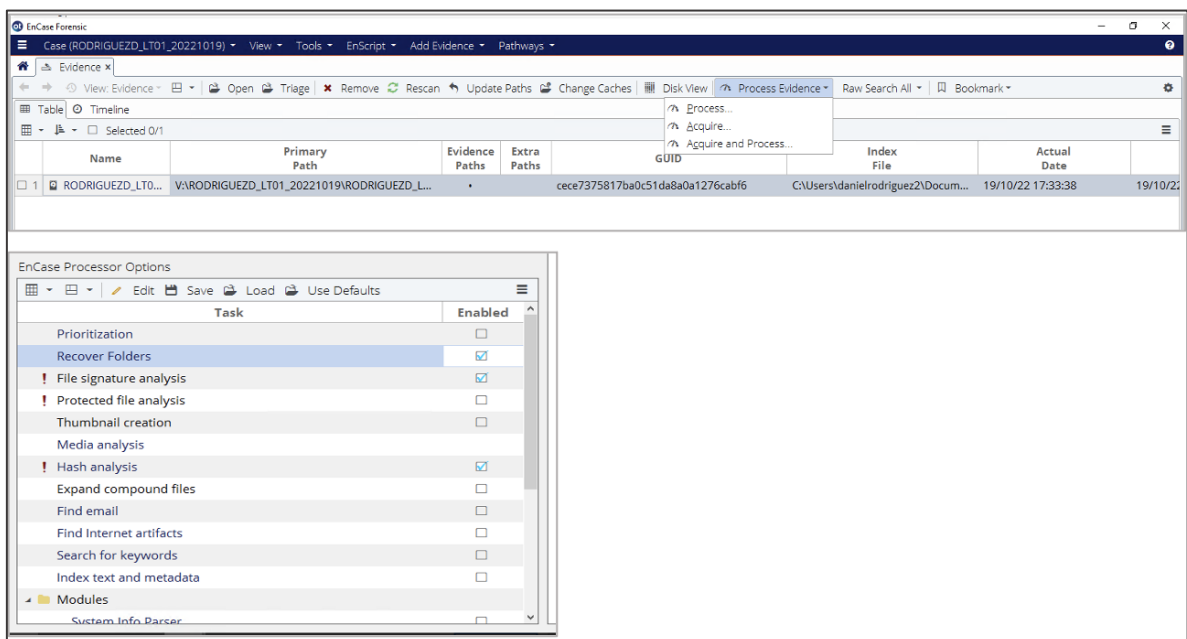 EnCase Forensic
Case (RODRIGUEZD_LT01_20221019) View Tools EnScript Add Evidence Pathways
Evidence
View: Evidence Open Triage Remove Rescan Update Paths Change Caches Disk View Process Evidence Raw Search All Bookmark
Table Timeline
Process...
Acquire...
Acquire and Process...
Selected 0/1
Name Primary Path Evidence Paths Extra Paths GUID Index File Actual Date
1 RODRIGUEZD_LT0... V:\RODRIGUEZD_LT01_20221019\RODRIGUEZD_L... • cece7375817ba0c51da8a0a1276cabf6 C:\Users\danielrodriguez2\Docum... 19/10/22 17:33:38 19/10/22
EnCase Processor Options
Edit Save Load Use Defaults
Task Enabled
Prioritization
Recover Folders
! File signature analysis
! Protected file analysis
Thumbnail creation
Media analysis
! Hash analysis
Expand compound files
Find email
Find Internet artifacts
Search for keywords
Index text and metadata
Modules
System Info Parser